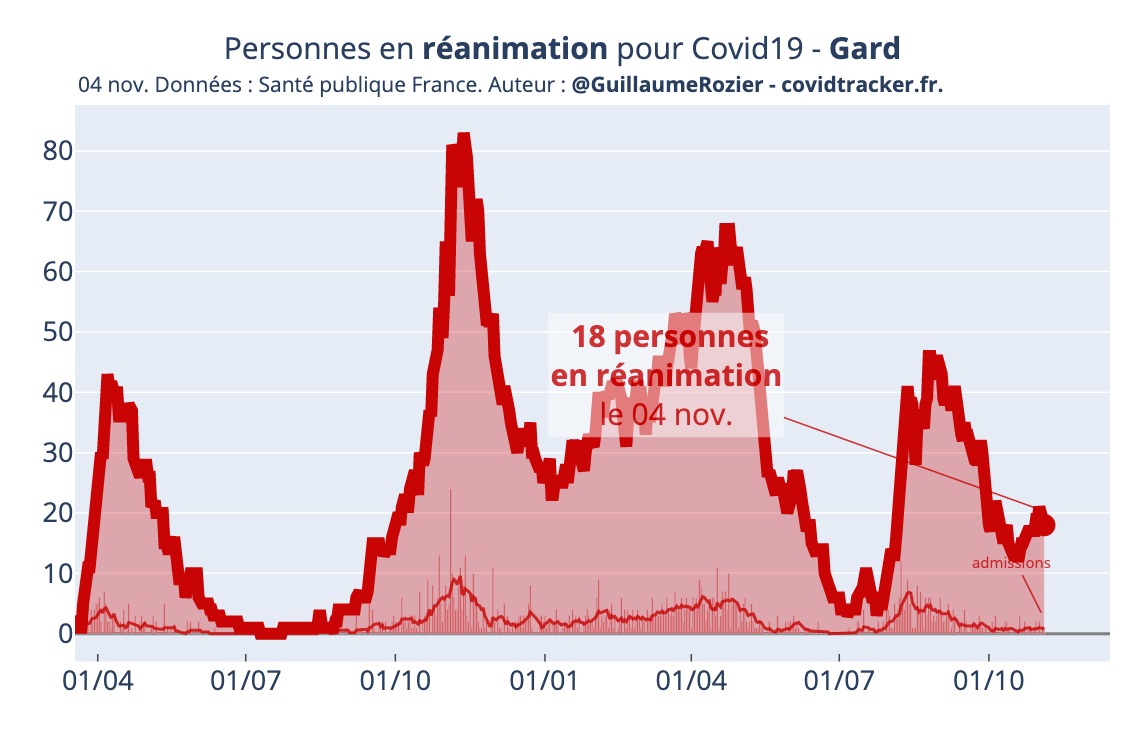 Personnes en réanimation pour Covid19 - Gard
04 nov. Données : Santé publique France. Auteur : @GuillaumeRozier - covidtracker.fr.
80
70
60
50
40
30
20
10
0
18 personnes
en réanimation
le 04 nov.
admissions
01/04
01/07
01/10
01/01
01/04
01/07
01/10